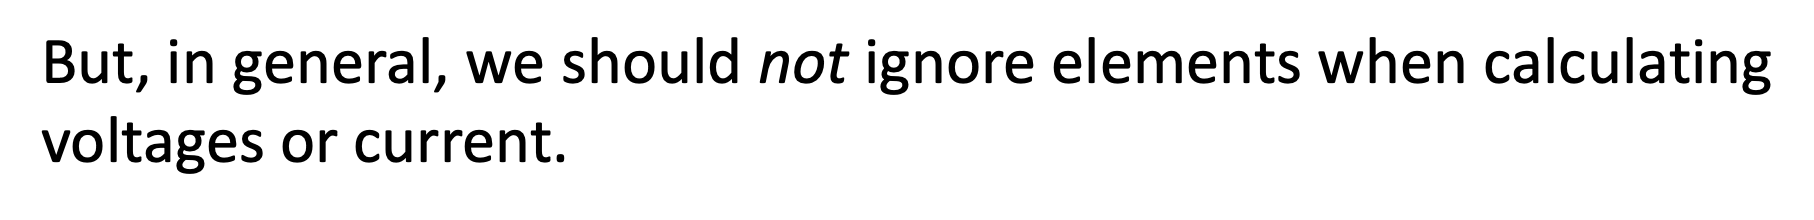 But, in general, we should not ignore elements when calculating
voltages or current.